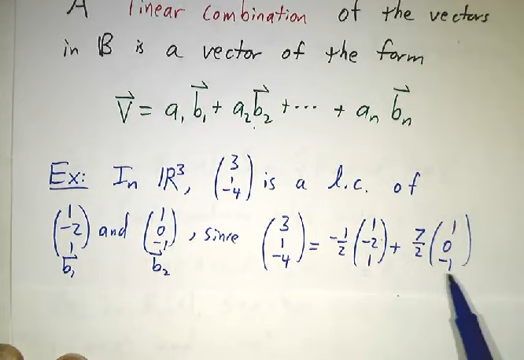 A linear combination of the vectors
in B is a vector of the form
v⃗ = a₁b⃗₁ + a₂b⃗₂ + ··· + aₙb⃗ₙ
Ex: In ℝ³, (3 1 -4) is a l.c. of
(1 -2 1) and (1 0 -1), since (3 1 -4) = -1/2 (1 -2 1) + 7/2 (1 0 -1)
b⃗₁ b⃗₂